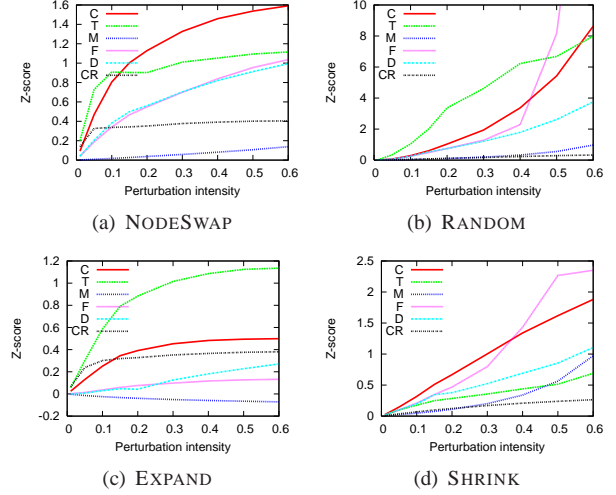 1.6
1.4
1.2
1
0.8
0.6
0.4
0.2
0
Z-score
C
T
M
F
D
CR
0 0.1 0.2 0.3 0.4 0.5 0.6
Perturbation intensity
(a) NODESWAP
10
8
6
4
2
0
Z-score
C
T
M
F
D
CR
0 0.1 0.2 0.3 0.4 0.5 0.6
Perturbation intensity
(b) RANDOM
1.2
1
0.8
0.6
0.4
0.2
0
-0.2
Z-score
C
T
M
F
D
CR
0 0.1 0.2 0.3 0.4 0.5 0.6
Perturbation intensity
(c) EXPAND
2.5
2
1.5
1
0.5
0
Z-score
C
T
M
F
D
CR
0 0.1 0.2 0.3 0.4 0.5 0.6
Perturbation intensity
(d) SHRINK